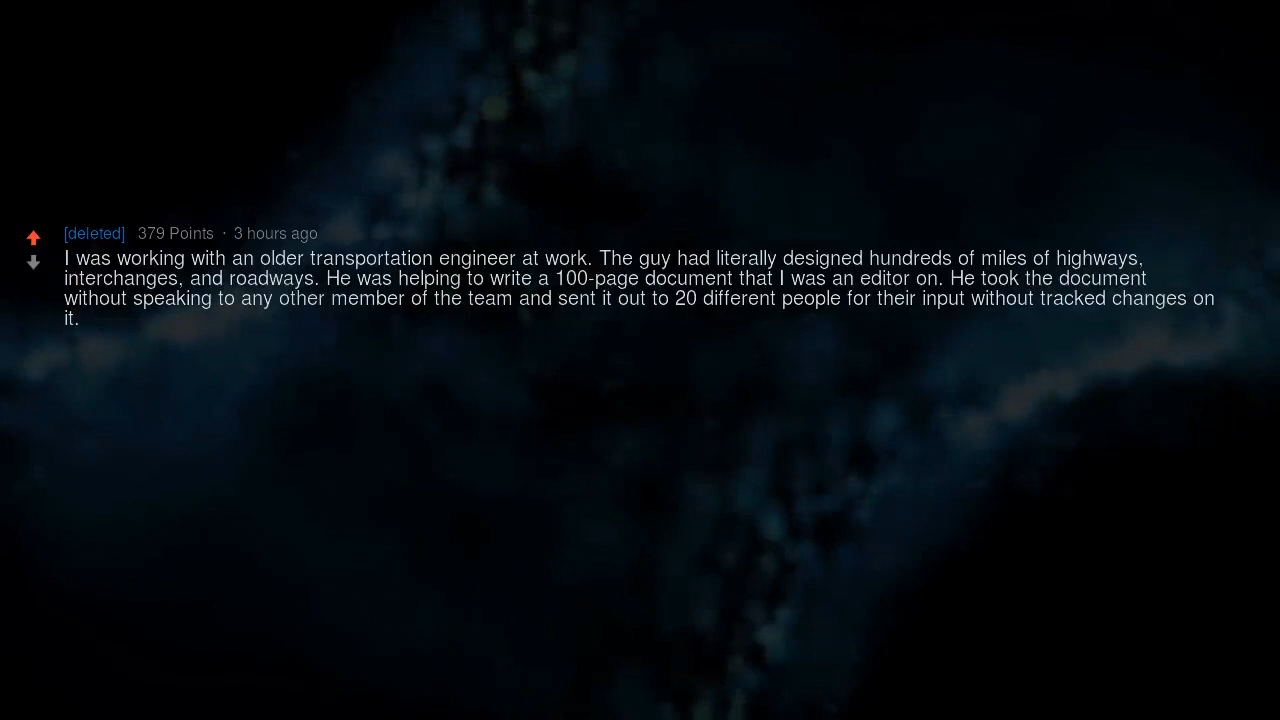 [deleted] 379 Points · 3 hours ago
I was working with an older transportation engineer at work. The guy had literally designed hundreds of miles of highways,
interchanges, and roadways. He was helping to write a 100-page document that I was an editor on. He took the document
without speaking to any other member of the team and sent it out to 20 different people for their input without tracked changes on
it.